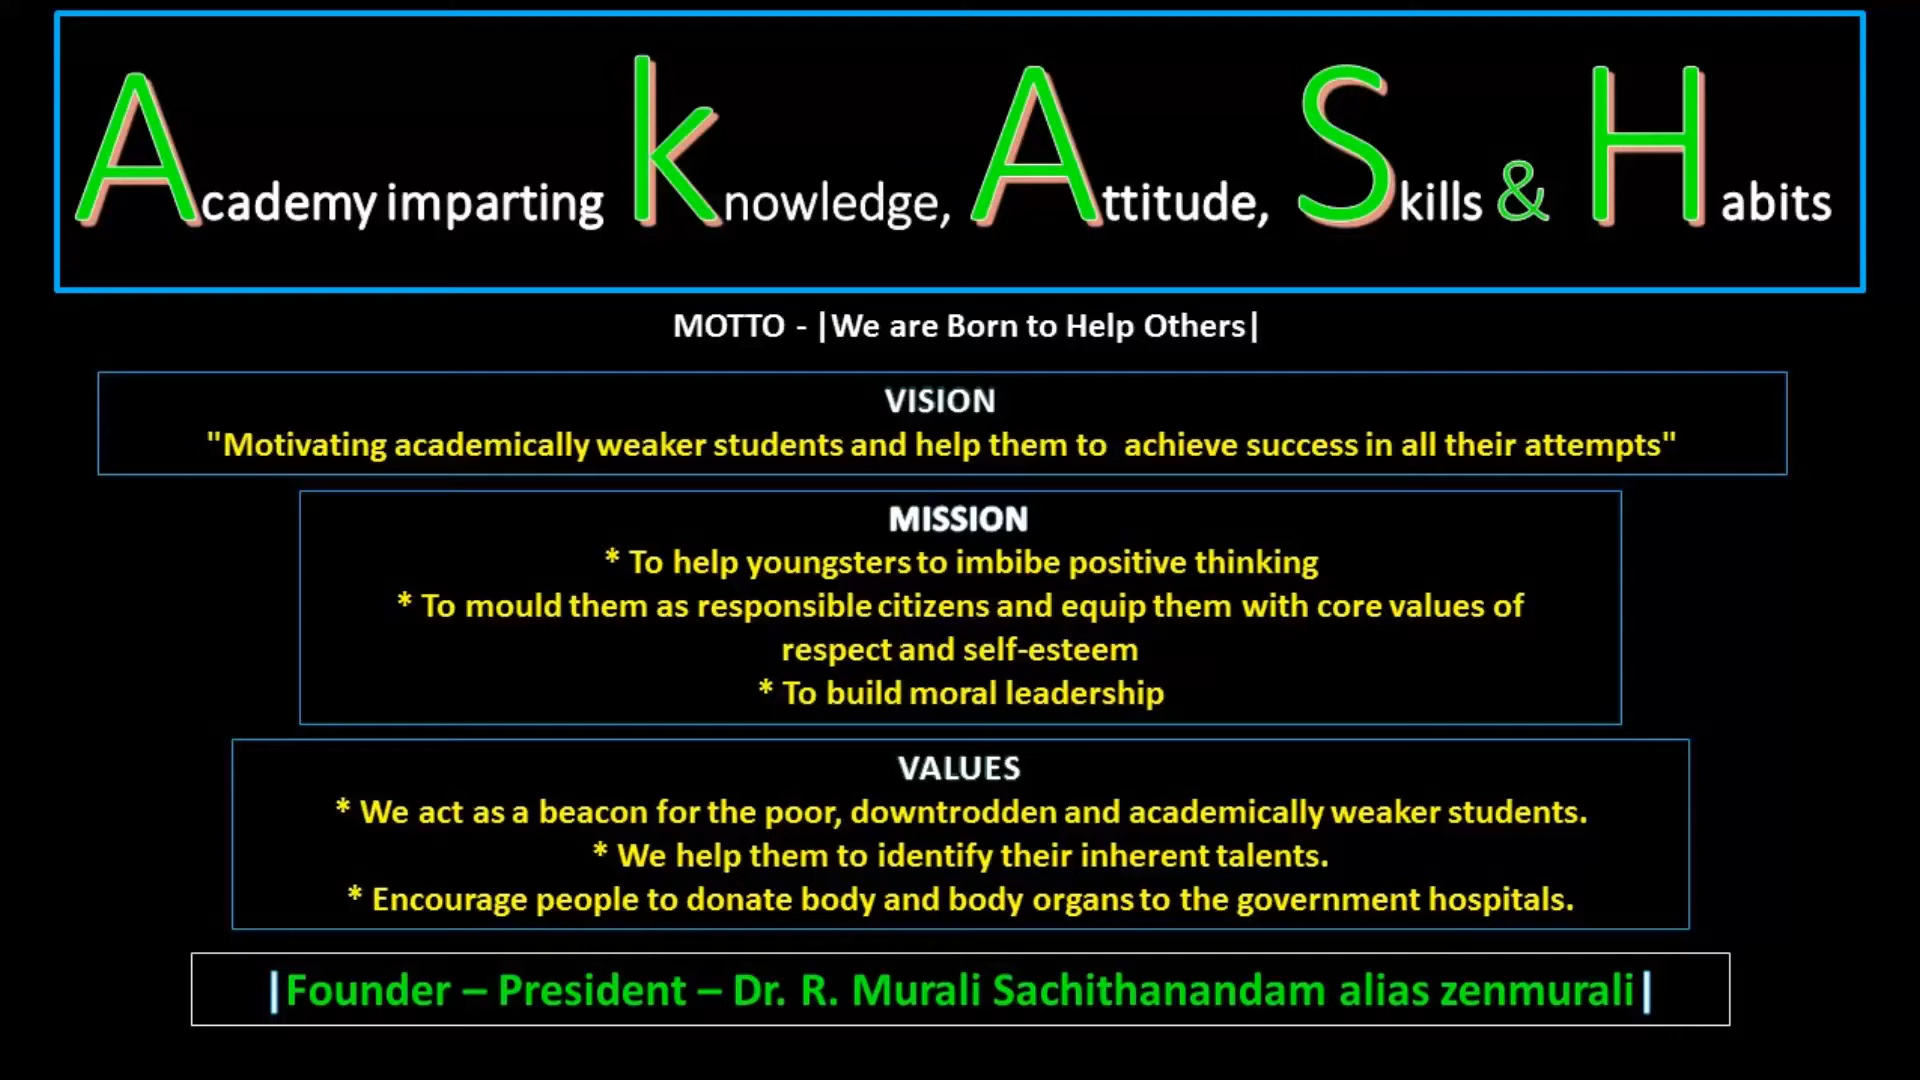 Academy imparting knowledge, Attitude, Skills & Habits
MOTTO - |We are Born to Help Others|
VISION
"Motivating academically weaker students and help them to achieve success in all their attempts"
MISSION
* To help youngsters to imbibe positive thinking
* To mould them as responsible citizens and equip them with core values of
respect and self-esteem
* To build moral leadership
VALUES
* We act as a beacon for the poor, downtrodden and academically weaker students.
* We help them to identify their inherent talents.
* Encourage people to donate body and body organs to the government hospitals.
|Founder – President – Dr. R. Murali Sachithanandam alias zenmurali|